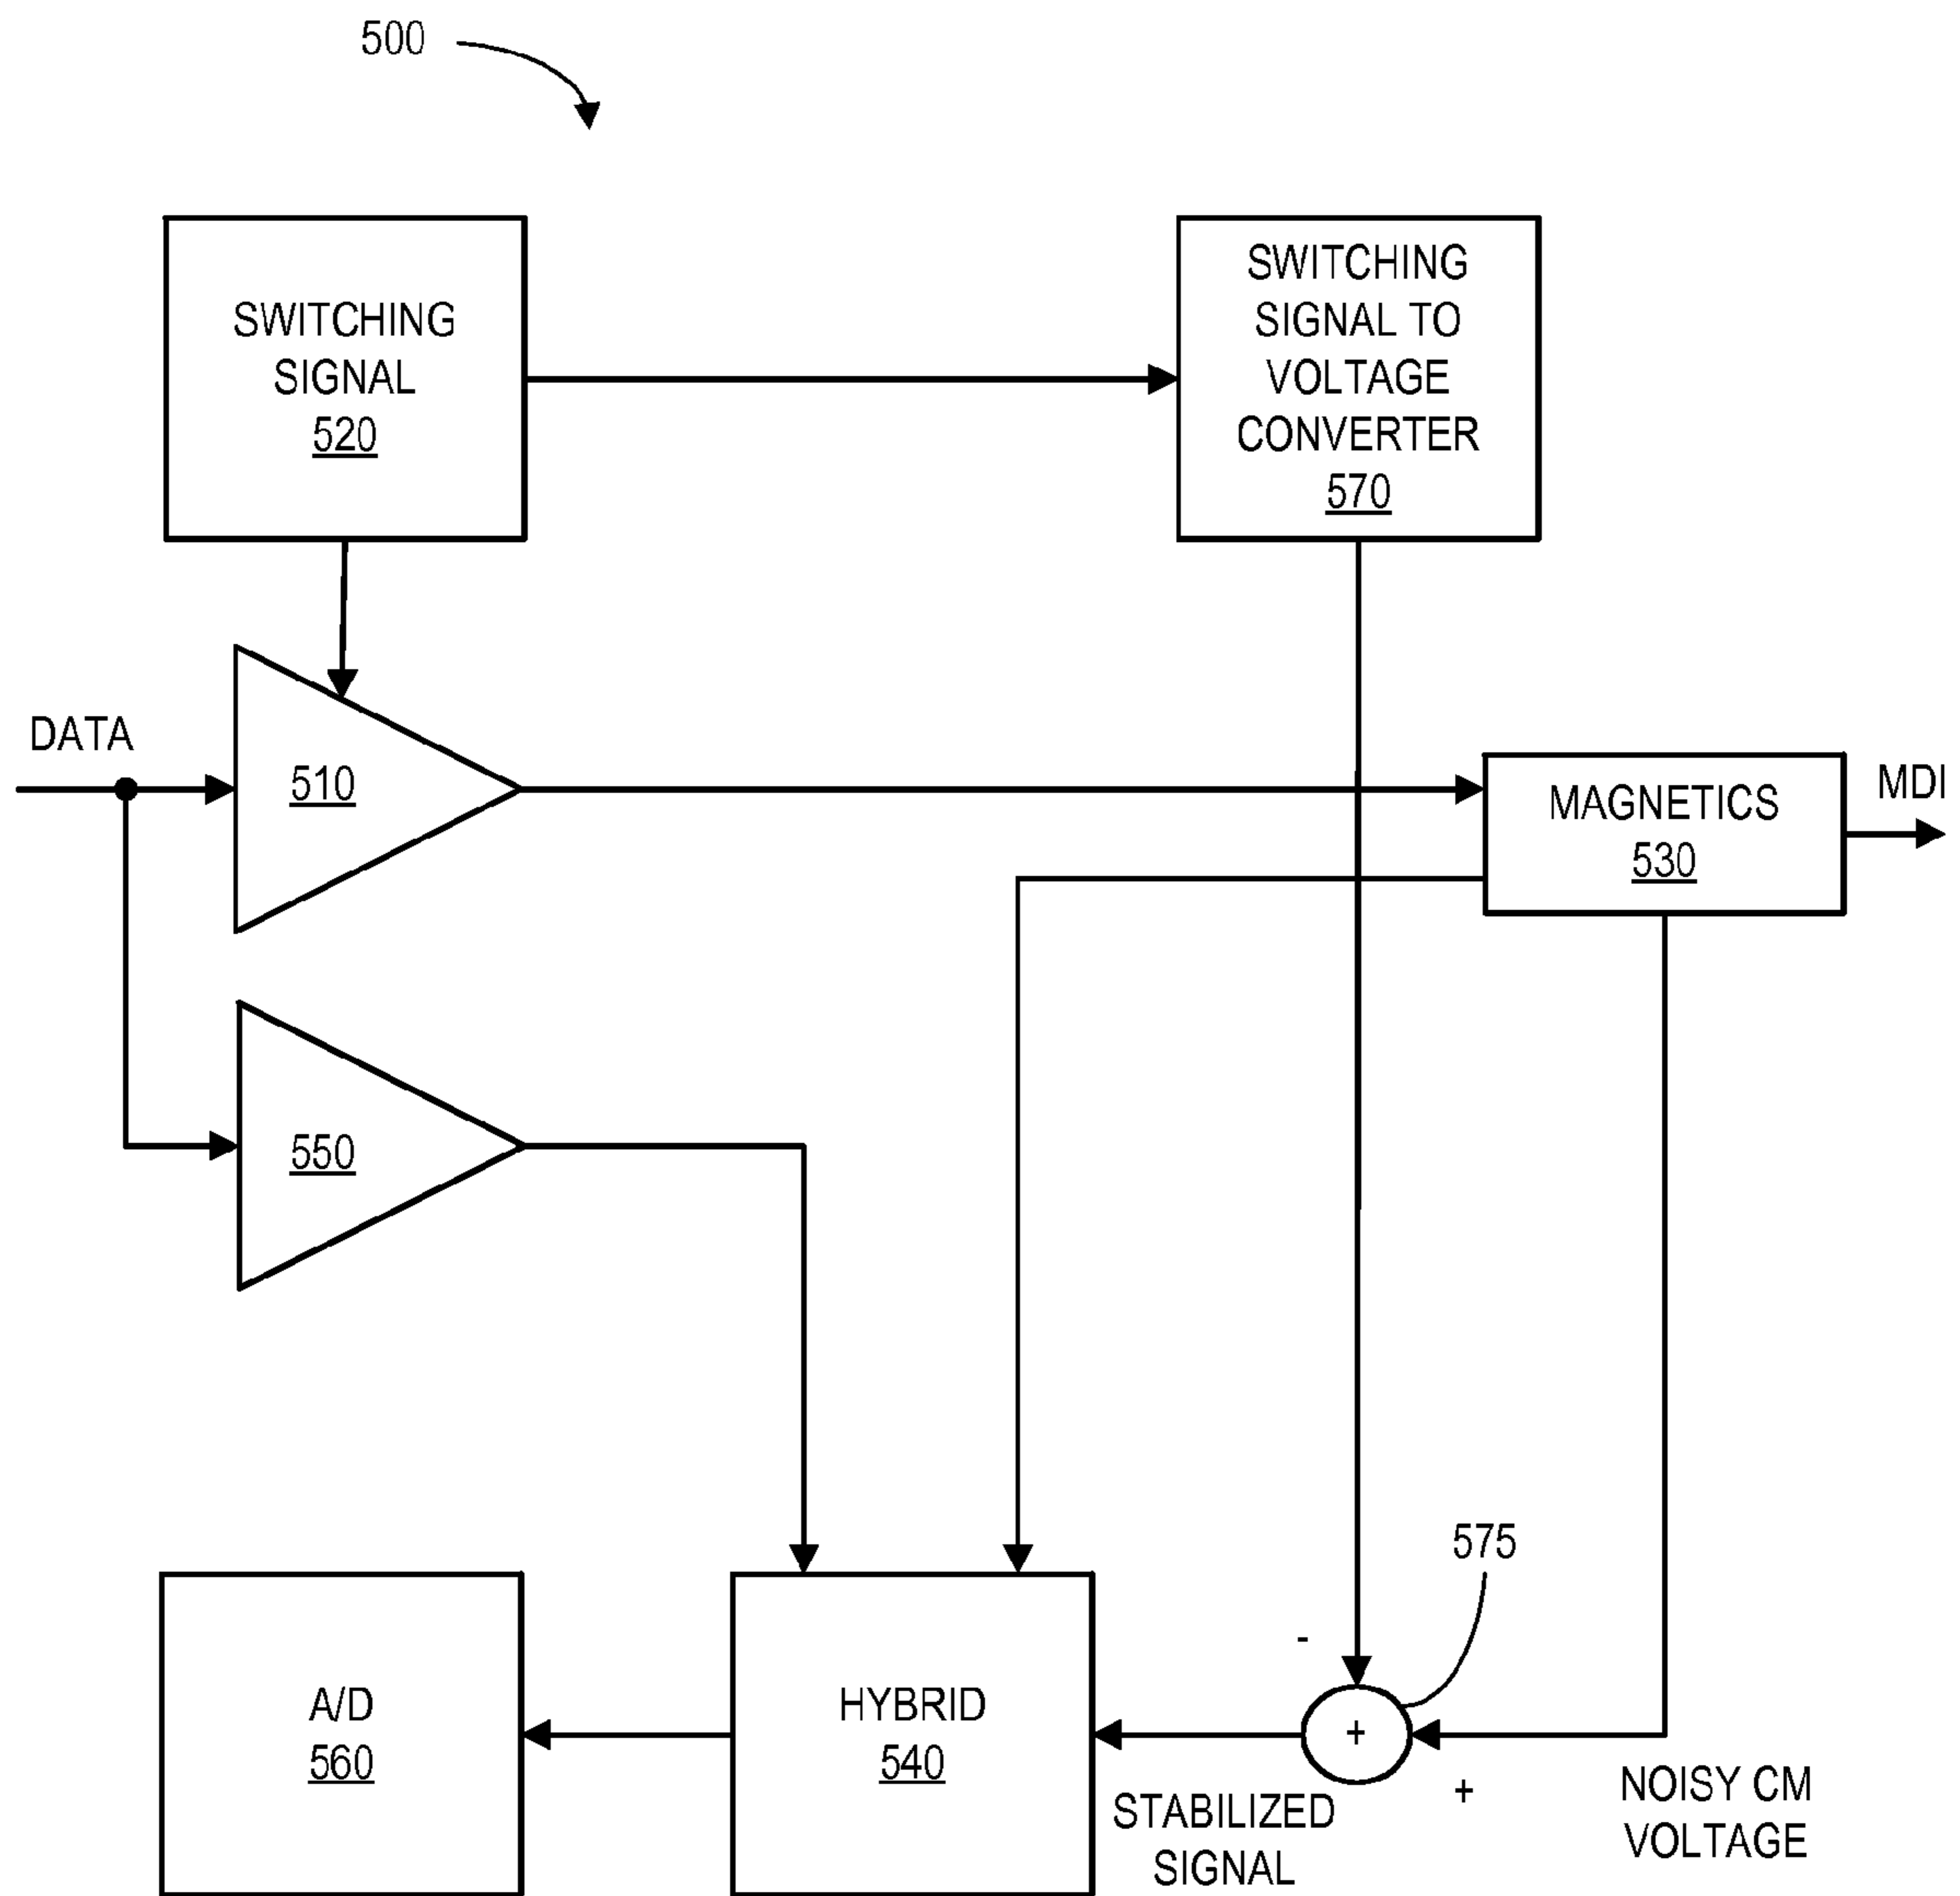 500
SWITCHING
SIGNAL
520
SWITCHING
SIGNAL TO
VOLTAGE
CONVERTER
570
DATA
510
MAGNETICS
530
MDI
550
575
A/D
560
HYBRID
540
-
+
+
STABILIZED
SIGNAL
NOISY CM
VOLTAGE